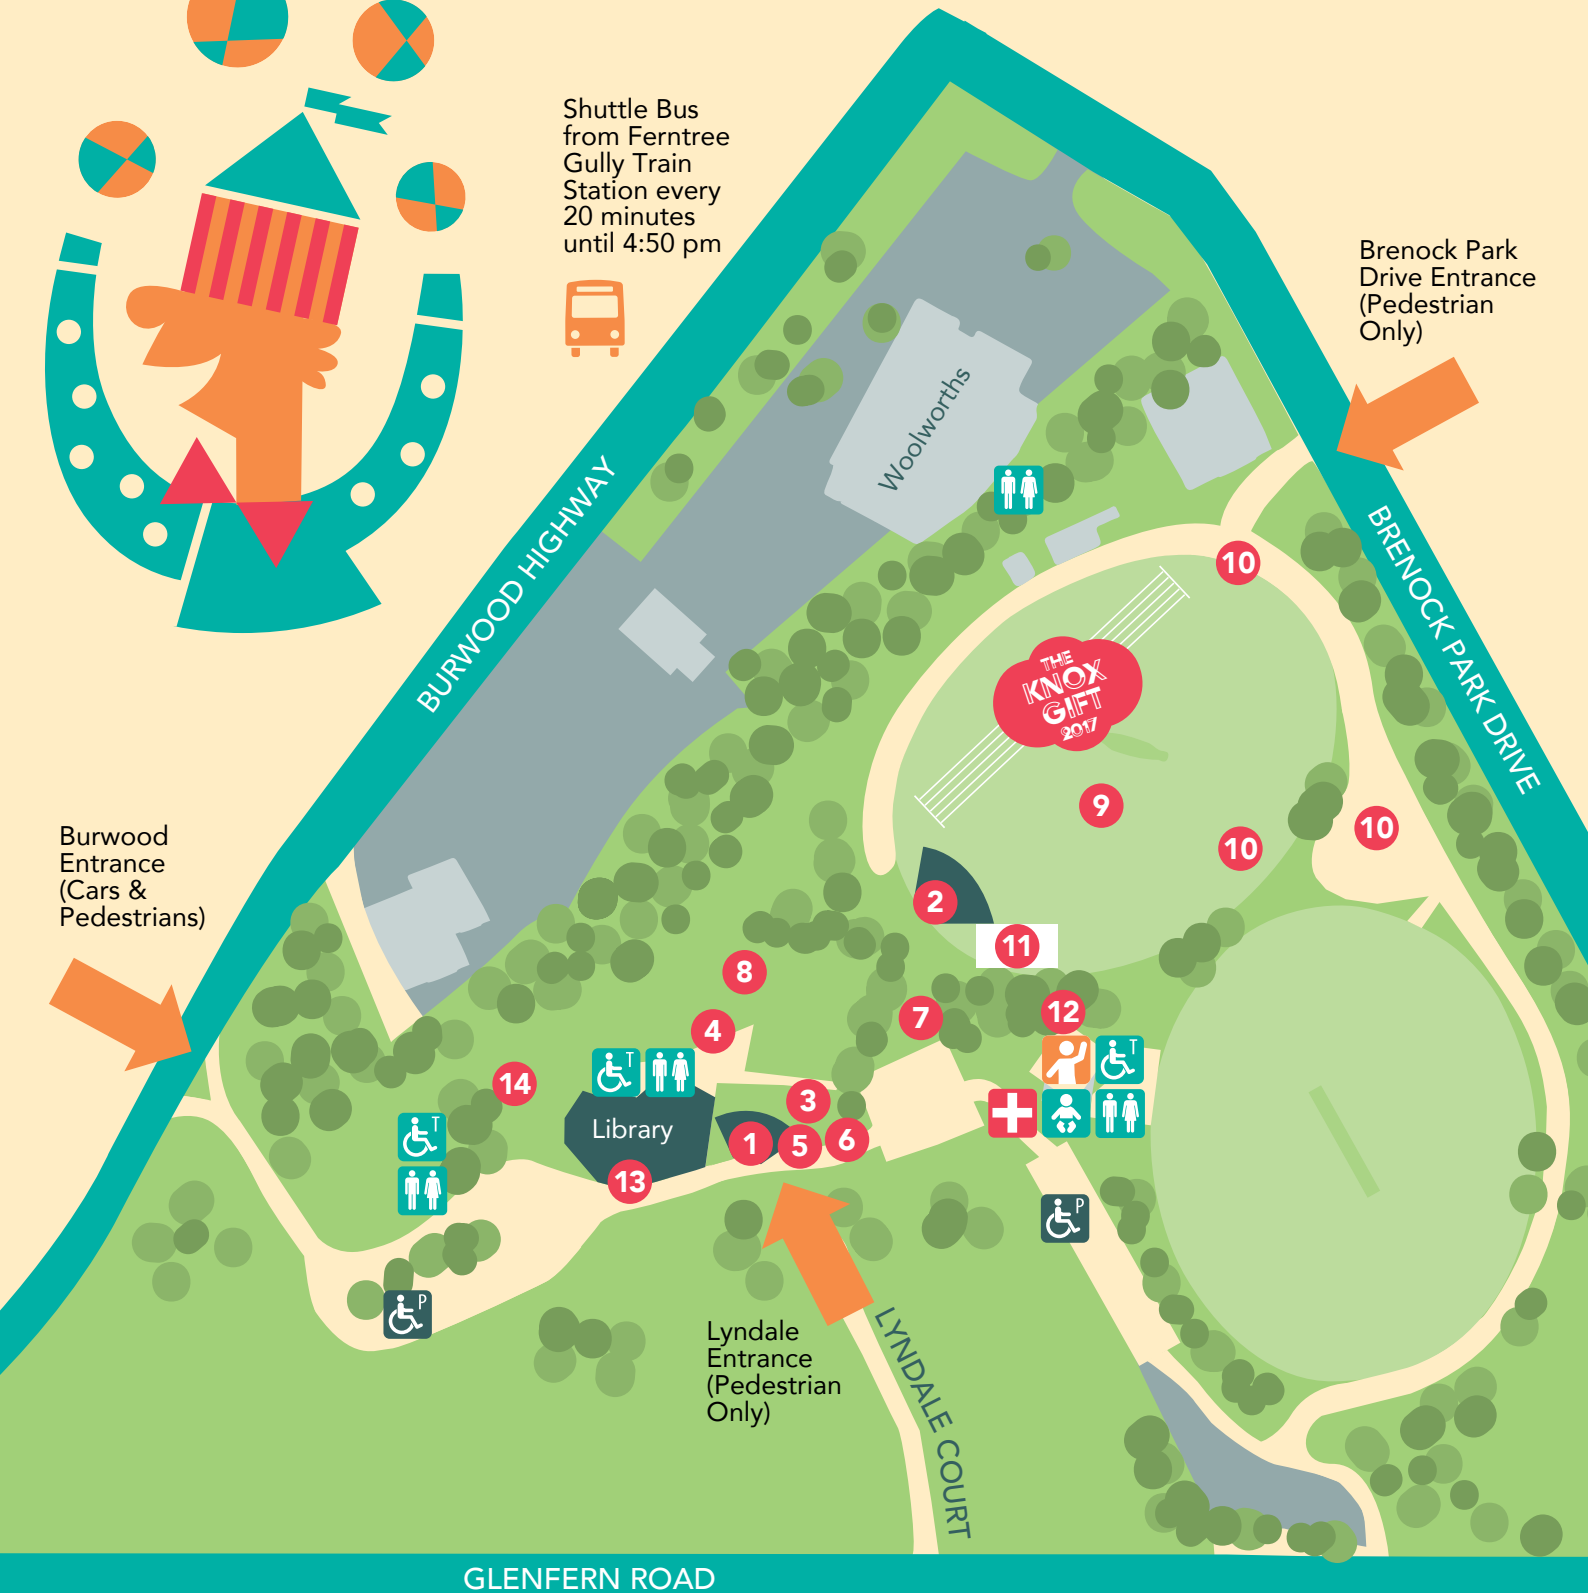 Shuttle Bus
from Ferntree
Gully Train
Station every
20 minutes
until 4:50 pm
Brenock Park
Drive Entrance
(Pedestrian
Only)
Woolworths
BURWOOD HIGHWAY
BRENOCK PARK DRIVE
10
THE
KNOX
GIFT
2017
9
10
10
Burwood
Entrance
(Cars &
Pedestrians)
2
11
8
7
12
4
T
T
14
3
T
Library
1
5
6
13
P
P
Lyndale
Entrance
(Pedestrian
Only)
LYNDALE COURT
GLENFERN ROAD